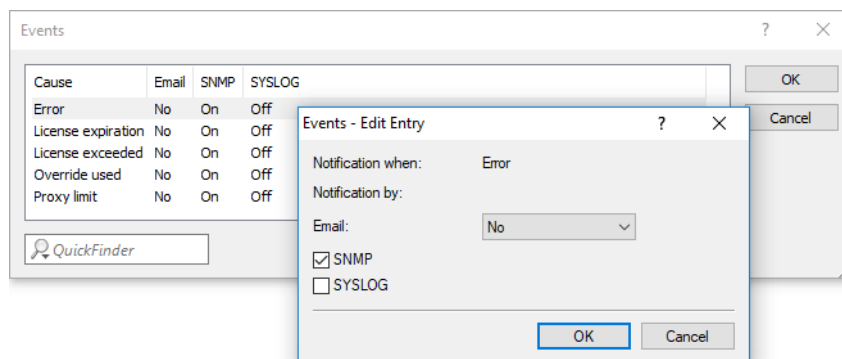 Events
Cause Email SNMP SYSLOG
Error No On Off
License expiration No On Off
License exceeded No On Off
Override used No On Off
Proxy limit No On Off
QuickFinder
OK
Cancel
Events - Edit Entry
Notification when: Error
Notification by:
Email: No
SNMP
SYSLOG
OK Cancel